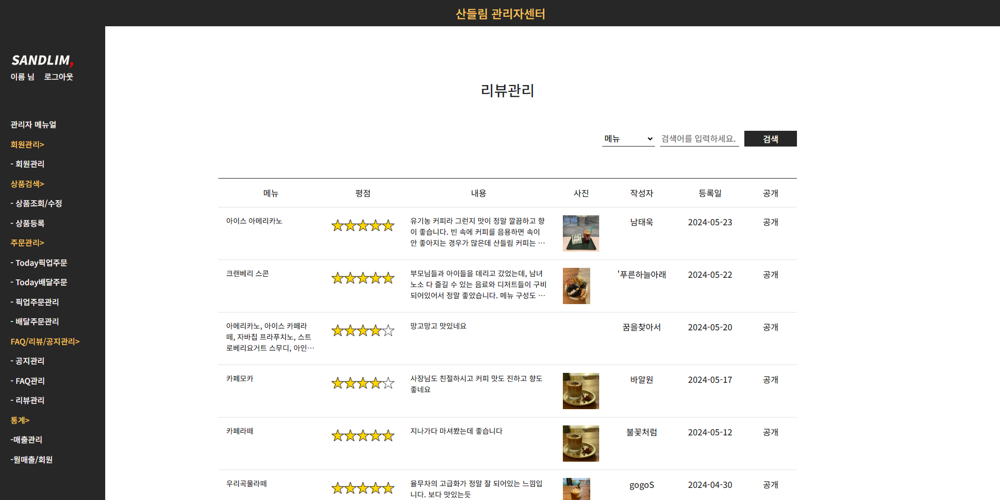 산들림 관리자센터
SANDLIM,
이름 님 로그아웃
관리자 메뉴얼
회원관리>
- 회원관리
상품검색>
- 상품조회/수정
- 상품등록
주문관리>
- Today픽업주문
- Today배달주문
- 픽업주문관리
- 배달주문관리
FAQ/리뷰/공지관리>
- 공지관리
- FAQ관리
- 리뷰관리
통계>
-매출관리
-월매출/회원
리뷰관리
메뉴 검색어를 입력하세요. 검색
메뉴 평점 내용 사진 작성자 등록일 공개
아이스 아메리카노
유기농 커피라 그런지 맛이 정말 깔끔하고 향
이 좋습니다. 빈 속에 커피를 음용하면 속이
안 좋아지는 경우가 많은데 산들림 커피는 …
남태욱 2024-05-23 공개
크랜베리 스콘
부모님들과 아이들을 데리고 갔었는데, 남녀
노소 다 즐길 수 있는 음료와 디저트들이 구비
되어있어서 정말 좋았습니다. 메뉴 구성도 …
'푸른하늘아래 2024-05-22 공개
아메리카노, 아이스 카페라
떼, 자바칩 프라푸치노, 스트
로베리요거트 스무디, 아인…
망고망고 맛있네요
꿈을찾아서 2024-05-20 공개
카페모카
사장님도 친절하시고 커피 맛도 진하고 향도
좋네요
바알원 2024-05-17 공개
카페라떼
지나가다 마셔봤는데 좋습니다
불꽃처럼 2024-05-12 공개
우리곡물라떼
율무차의 고급화가 정말 잘 되어있는 느낌입
니다. 보다 맛있는듯
gogoS 2024-04-30 공개